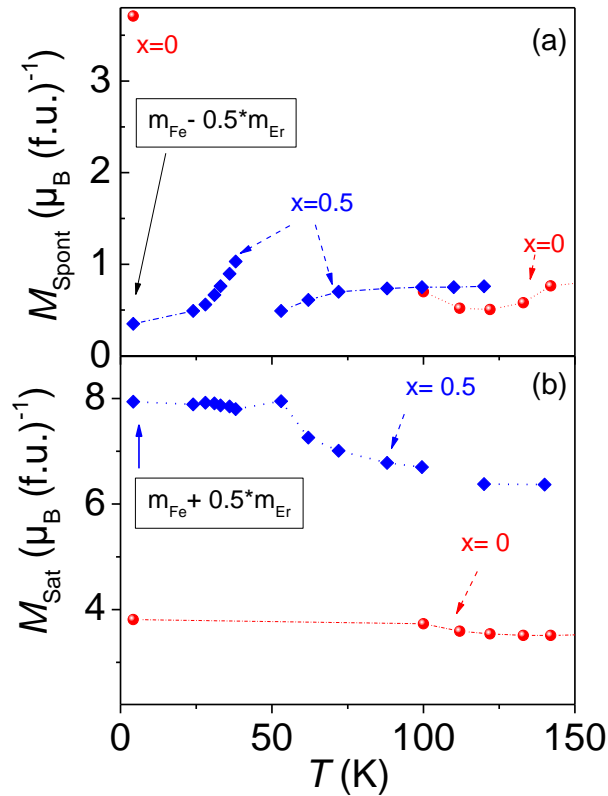 (a)
3
x=0
m_Fe - 0.5*m_Er
2
x=0.5
x=0
1
0
M_Spont (μ_B (f.u.)^-1)
(b)
8
x= 0.5
6
m_Fe + 0.5*m_Er
x= 0
4
M_Sat (μ_B (f.u.)^-1)
0 50 100 150
T (K)